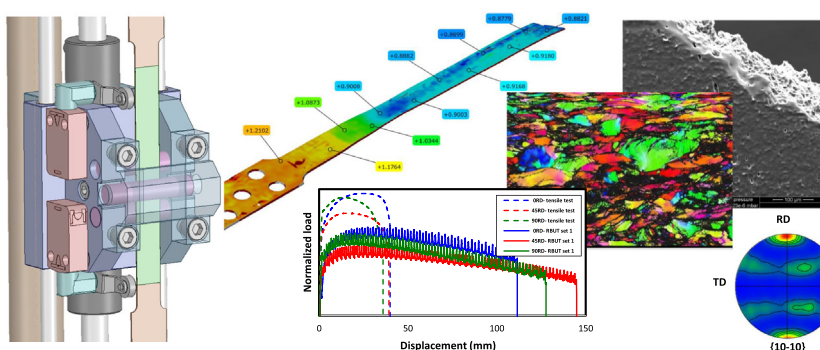 +0.8779
+0.8821
+0.8699
+0.9180
+0.8882
+0.9168
+0.9008
+0.9003
+1.0873
+1.0344
+1.2102
+1.1764
pressure
100 µm
RD
TD
{10-10}
Normalized load
0RD- tensile test
45RD- tensile test
90RD- tensile test
0RD- RBUT set 1
45RD- RBUT set 1
90RD- RBUT set 1
0
50
100
150
Displacement (mm)